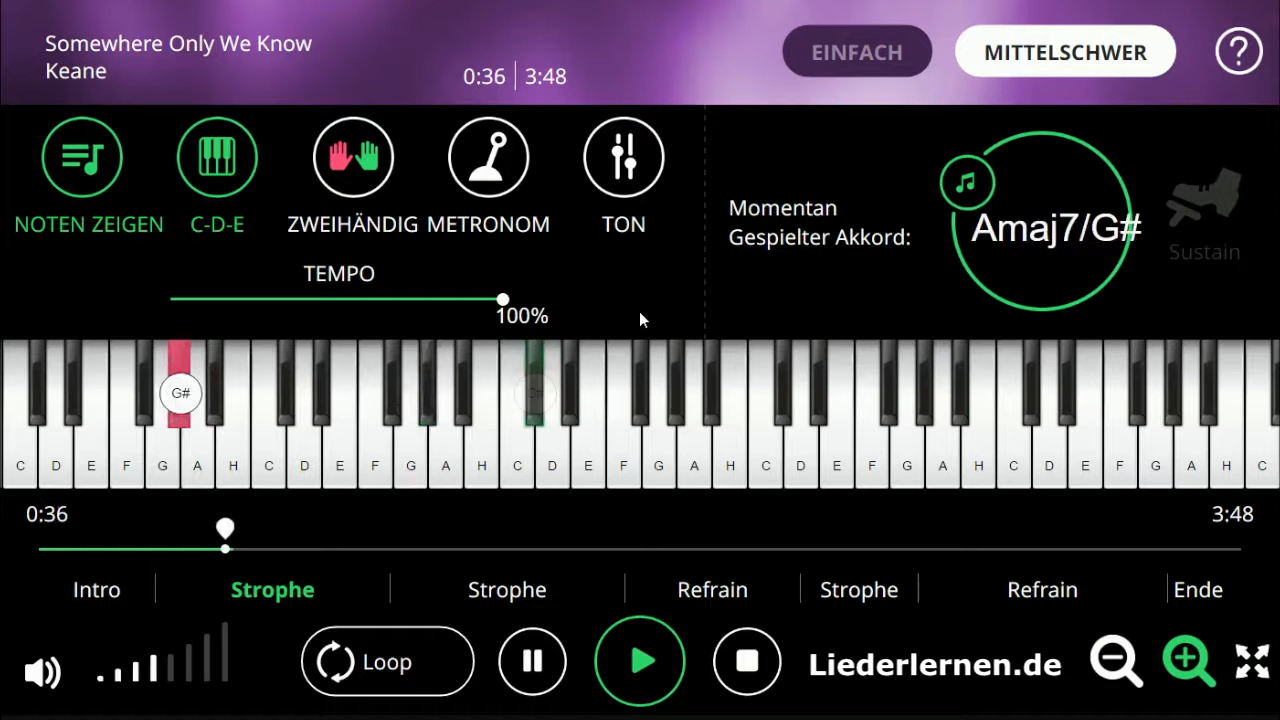 Somewhere Only We Know
Keane
0:36 3:48
EINFACH
MITTELSCHWER
?
NOTEN ZEIGEN
C-D-E
ZWEIHÄNDIG
METRONOM
TON
Momentan
Gespielter Akkord:
Amaj7/G#
Sustain
TEMPO
100%
G#
C D E F G A H C D E F G A H C D E F G A H C D E F G A H C D E F G A H C
0:36
3:48
Intro
Strophe
Strophe
Refrain
Strophe
Refrain
Ende
Loop
Liederlernen.de